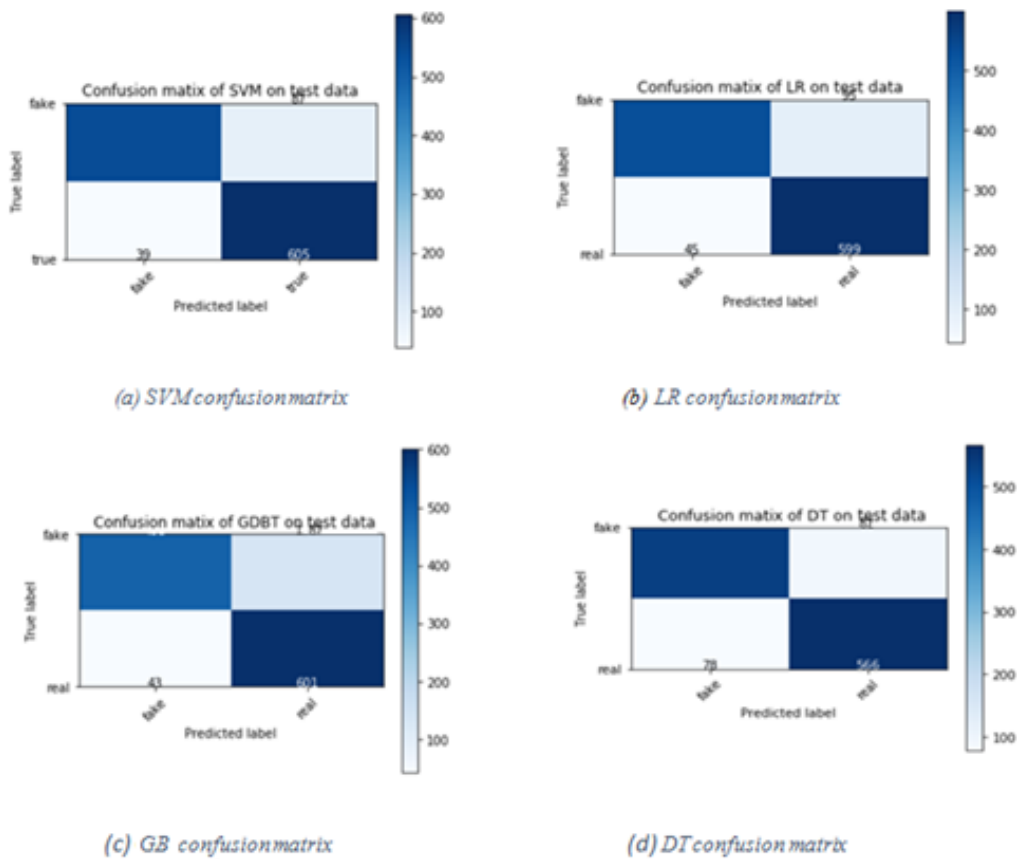 600
Confusion matix of SVM on test data
87
fake
500
True label
400
300
39 605
true
200
fake true
Predicted label
100
(a) SVM confusion matrix
500
Confusion matix of LR on test data
fake
400
True label
300
45 599
real
200
fake real
Predicted label
100
(b) LR confusion matrix
600
Confusion matix of GDBT on test data
fake
500
True label
400
300
43 601
real
200
fake real
Predicted label
100
(c) GB confusion matrix
500
Confusion matix of DT on test data
fake
400
True label
300
78 566
real
200
fake real
Predicted label
100
(d) DT confusion matrix